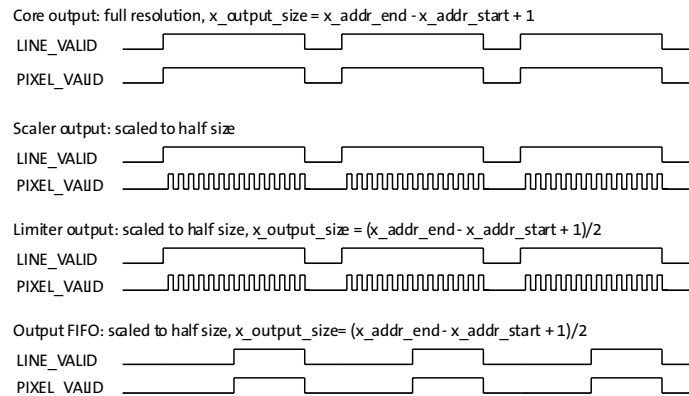 Core output: full resolution, x_output_size = x_addr_end - x_addr_start + 1
LINE_VALID
PIXEL_VALID
Scaler output: scaled to half size
LINE_VALID
PIXEL_VALID
Limiter output: scaled to half size, x_output_size = (x_addr_end - x_addr_start + 1)/2
LINE_VALID
PIXEL_VALID
Output FIFO: scaled to half size, x_output_size= (x_addr_end - x_addr_start + 1)/2
LINE_VALID
PIXEL_VALID